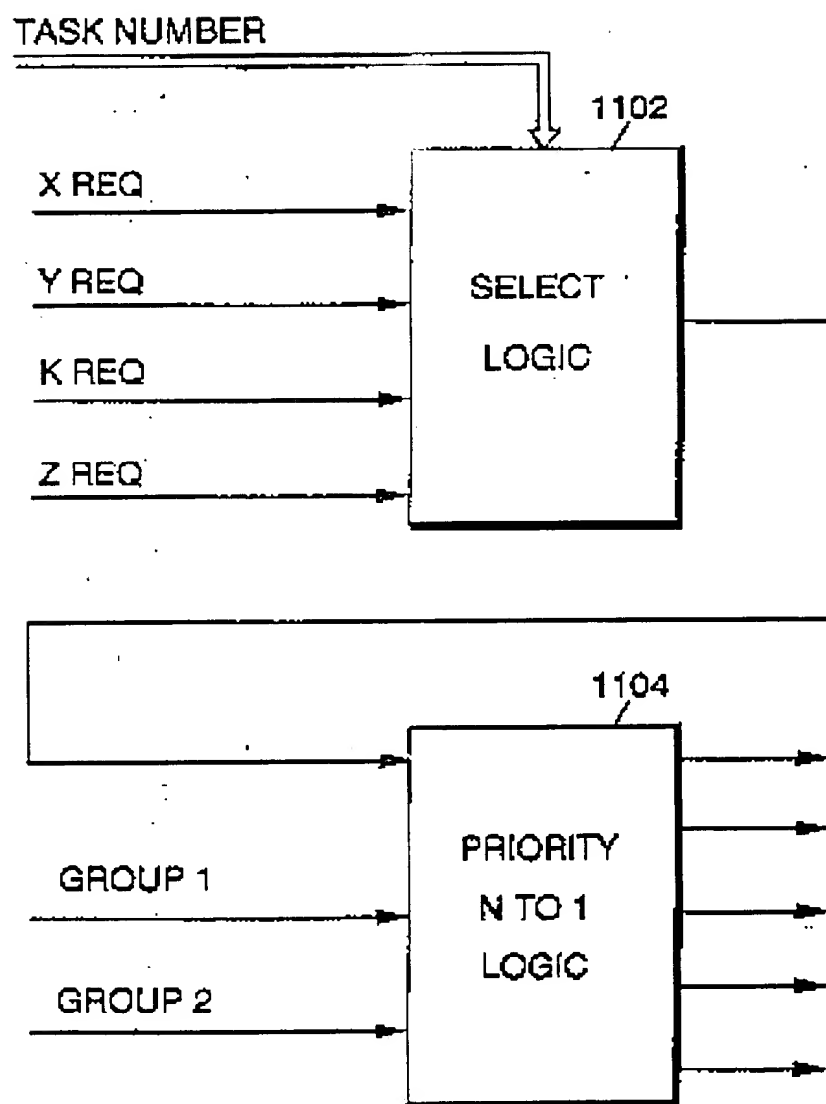 TASK NUMBER
1102
X REQ
Y REQ
K REQ
Z REQ
SELECT
LOGIC
1104
GROUP 1
GROUP 2
PRIORITY
N TO 1
LOGIC